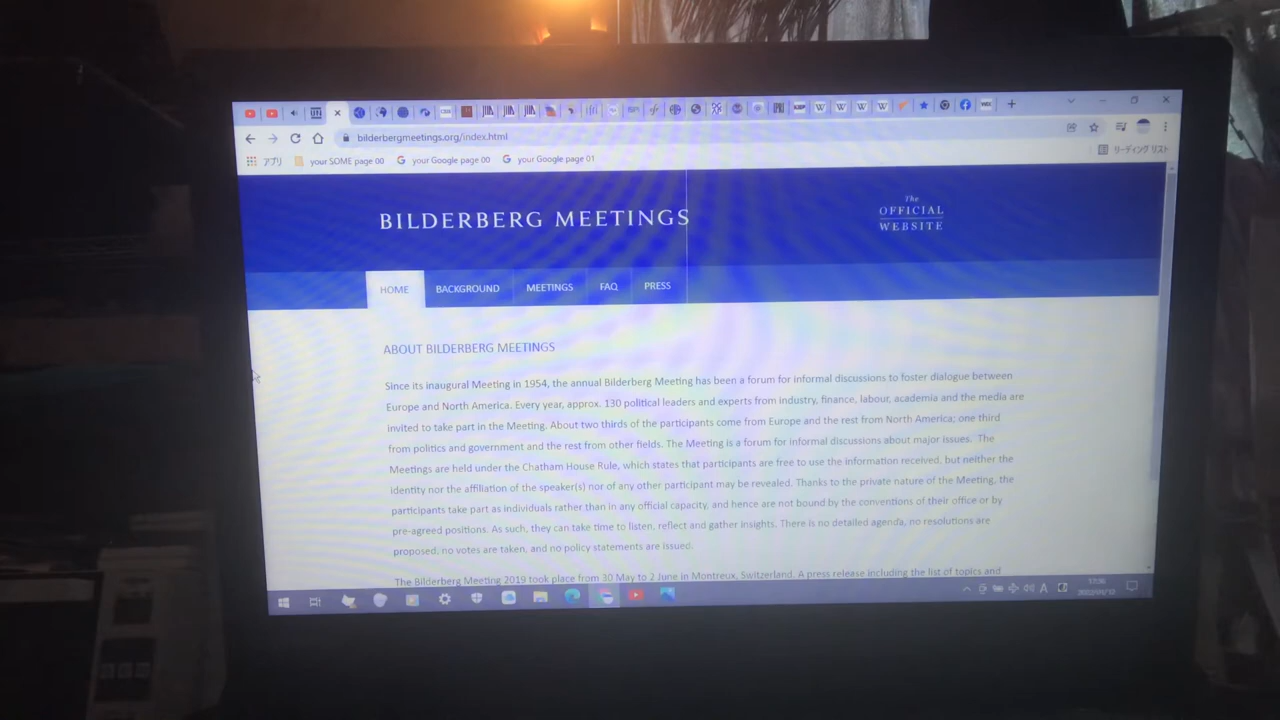 bilderbergmeetings.org/index.html
アプリ your SOME page 00 your Google page 00 your Google page 01 リーディング リスト
BILDERBERG MEETINGS
The
OFFICIAL
WEBSITE
HOME BACKGROUND MEETINGS FAQ PRESS
ABOUT BILDERBERG MEETINGS
Since its inaugural Meeting in 1954, the annual Bilderberg Meeting has been a forum for informal discussions to foster dialogue between
Europe and North America. Every year, approx. 130 political leaders and experts from industry, finance, labour, academia and the media are
invited to take part in the Meeting. About two thirds of the participants come from Europe and the rest from North America; one third
from politics and government and the rest from other fields. The Meeting is a forum for informal discussions about major issues. The
Meetings are held under the Chatham House Rule, which states that participants are free to use the information received, but neither the
identity nor the affiliation of the speaker(s) nor of any other participant may be revealed. Thanks to the private nature of the Meeting, the
participants take part as individuals rather than in any official capacity, and hence are not bound by the conventions of their office or by
pre-agreed positions. As such, they can take time to listen, reflect and gather insights. There is no detailed agenda, no resolutions are
proposed, no votes are taken, and no policy statements are issued.
The Bilderberg Meeting 2019 took place from 30 May to 2 June in Montreux, Switzerland. A press release including the list of topics and
A